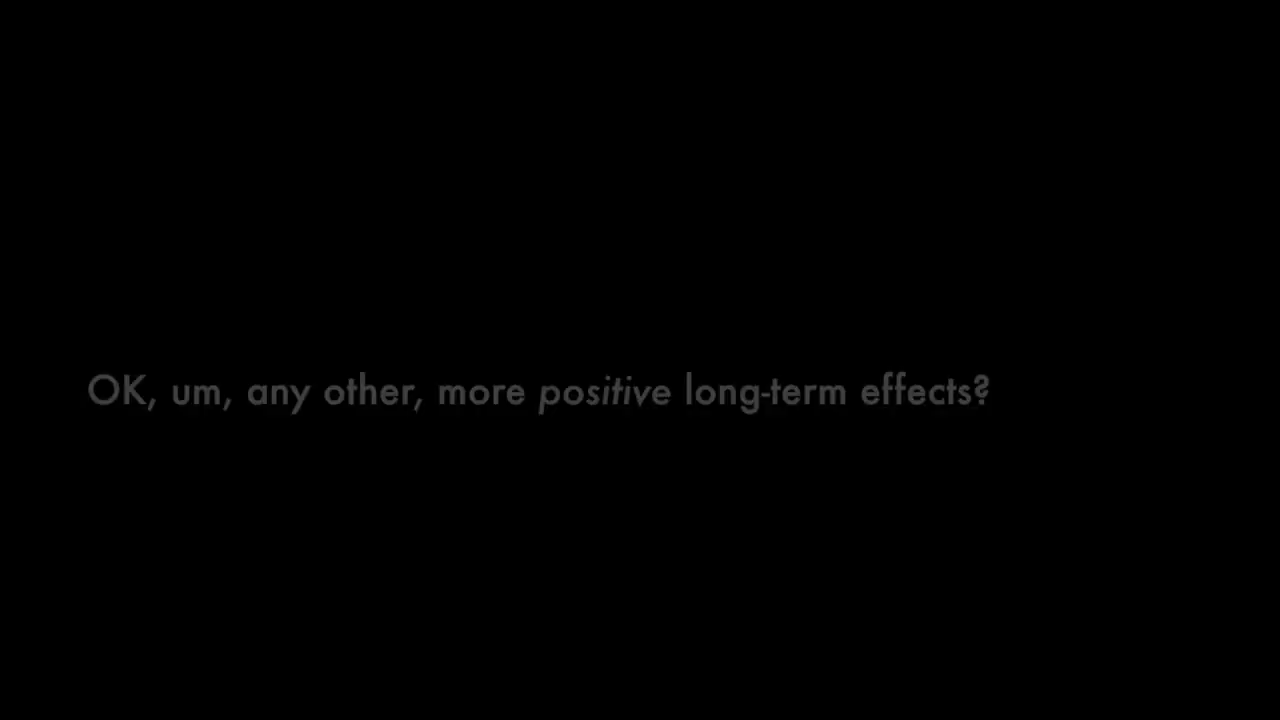 OK, um, any other, more positive long-term effects?